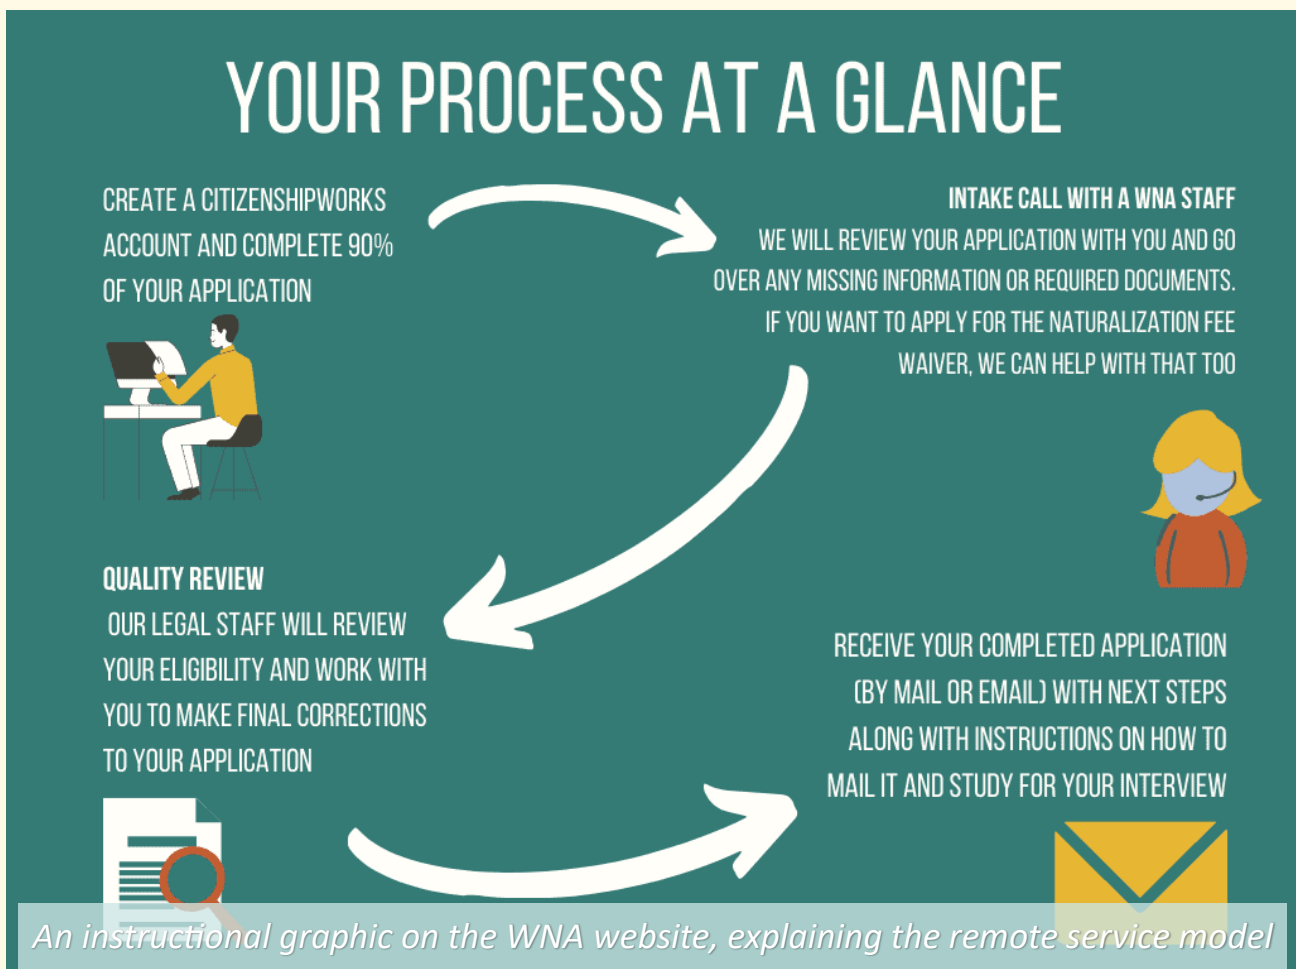 YOUR PROCESS AT A GLANCE
CREATE A CITIZENSHIPWORKS
ACCOUNT AND COMPLETE 90%
OF YOUR APPLICATION
INTAKE CALL WITH A WNA STAFF
WE WILL REVIEW YOUR APPLICATION WITH YOU AND GO
OVER ANY MISSING INFORMATION OR REQUIRED DOCUMENTS.
IF YOU WANT TO APPLY FOR THE NATURALIZATION FEE
WAIVER, WE CAN HELP WITH THAT TOO
QUALITY REVIEW
OUR LEGAL STAFF WILL REVIEW
YOUR ELIGIBILITY AND WORK WITH
YOU TO MAKE FINAL CORRECTIONS
TO YOUR APPLICATION
RECEIVE YOUR COMPLETED APPLICATION
(BY MAIL OR EMAIL) WITH NEXT STEPS
ALONG WITH INSTRUCTIONS ON HOW TO
MAIL IT AND STUDY FOR YOUR INTERVIEW
An instructional graphic on the WNA website, explaining the remote service model